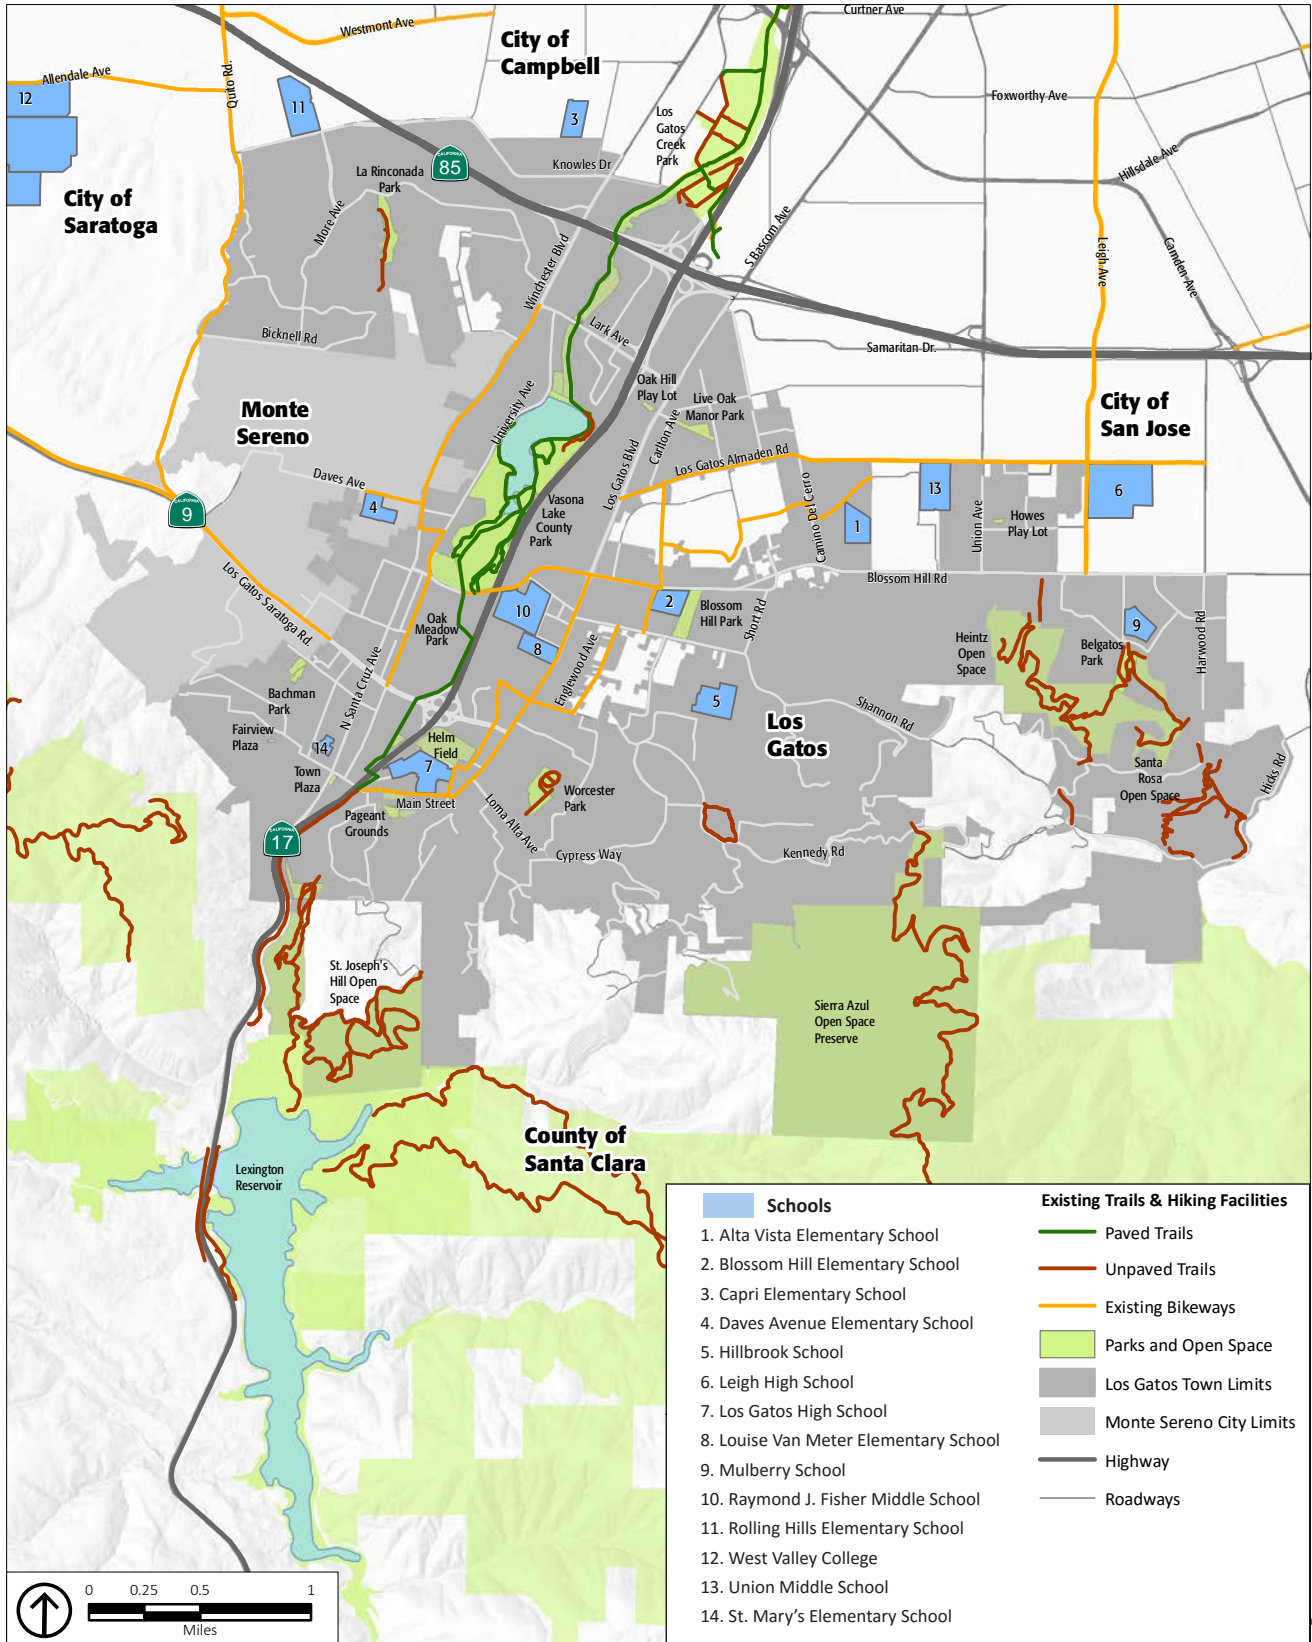 Curtner Ave
Westmont Ave
City of
Campbell
Allendale Ave
12
Quito Rd.
11
3
Los
Gatos
Creek
Park
Foxworthy Ave
CALIFORNIA
85
Knowles Dr
Hillsdale Ave
La Rinconada
Park
City of
Saratoga
More Ave
Winchester Blvd
S Bascom Ave
Leigh Ave
Camden Ave
Bicknell Rd
Lark Ave
Samaritan Dr.
Oak Hill
Play Lot
Live Oak
Manor Park
City of
San Jose
Monte
Sereno
University Ave
Carlton Ave
Los Gatos Blvd
Los Gatos Almaden Rd
Daves Ave
4
CALIFORNIA
9
Vasona
Lake
County
Park
Camino Del Cerro
13
6
1
Union Ave
Howes
Play Lot
Los Gatos Saratoga Rd.
Blossom Hill Rd
10
2
Blossom
Hill Park
Short Rd
Oak
Meadow
Park
8
Englewood Ave
Heintz
Open
Space
Belgatos
Park
9
Harwood Rd
N Santa Cruz Ave
Bachman
Park
5
Shannon Rd
Los
Gatos
Fairview
Plaza
14
Helm
Field
7
Town
Plaza
Main Street
Worcester
Park
Santa
Rosa
Open Space
Hicks Rd
Pageant
Grounds
Loma Alta Ave
CALIFORNIA
17
Cypress Way
Kennedy Rd
St. Joseph's
Hill Open
Space
Sierra Azul
Open Space
Preserve
County of
Santa Clara
Lexington
Reservoir
Schools
1. Alta Vista Elementary School
2. Blossom Hill Elementary School
3. Capri Elementary School
4. Daves Avenue Elementary School
5. Hillbrook School
6. Leigh High School
7. Los Gatos High School
8. Louise Van Meter Elementary School
9. Mulberry School
10. Raymond J. Fisher Middle School
11. Rolling Hills Elementary School
12. West Valley College
13. Union Middle School
14. St. Mary’s Elementary School
Existing Trails & Hiking Facilities
Paved Trails
Unpaved Trails
Existing Bikeways
Parks and Open Space
Los Gatos Town Limits
Monte Sereno City Limits
Highway
Roadways
0 0.25 0.5 1
Miles